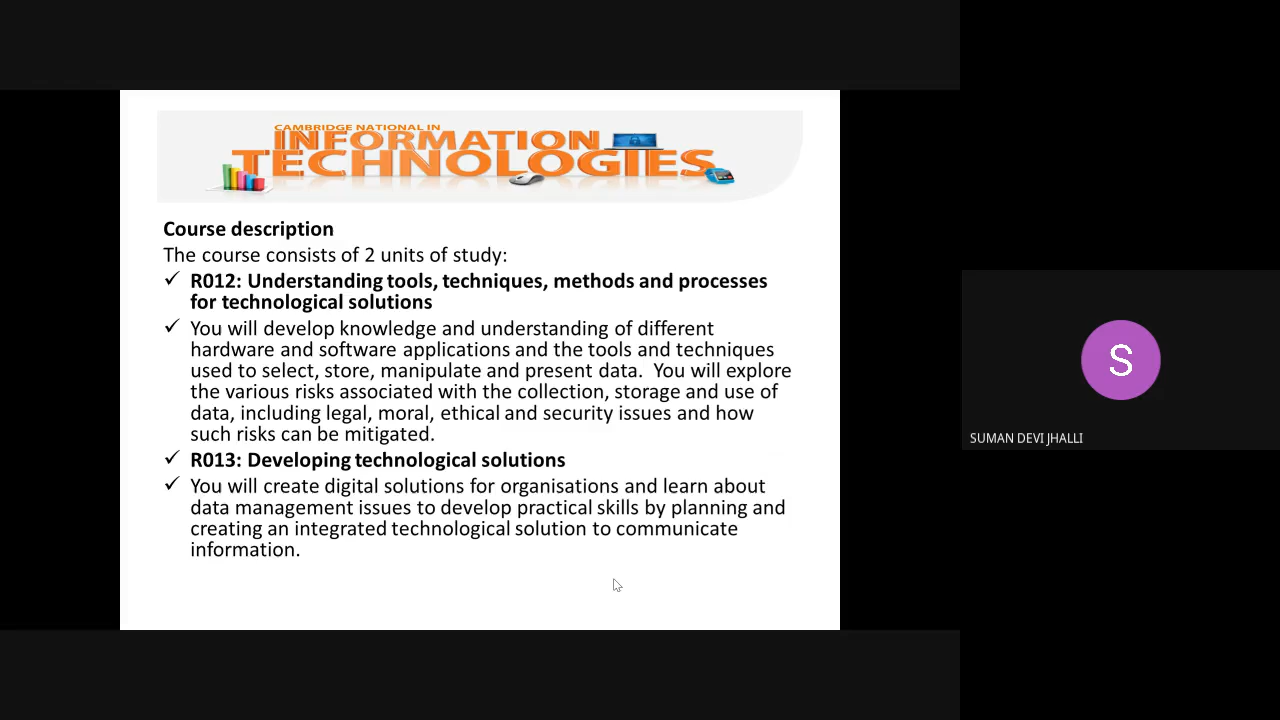 CAMBRIDGE NATIONAL IN
INFORMATION
TECHNOLOGIES
Course description
The course consists of 2 units of study:
✓ R012: Understanding tools, techniques, methods and processes
for technological solutions
✓ You will develop knowledge and understanding of different
hardware and software applications and the tools and techniques
used to select, store, manipulate and present data.  You will explore
the various risks associated with the collection, storage and use of
data, including legal, moral, ethical and security issues and how
such risks can be mitigated.
✓ R013: Developing technological solutions
✓ You will create digital solutions for organisations and learn about
data management issues to develop practical skills by planning and
creating an integrated technological solution to communicate
information.
S
SUMAN DEVI JHALLI